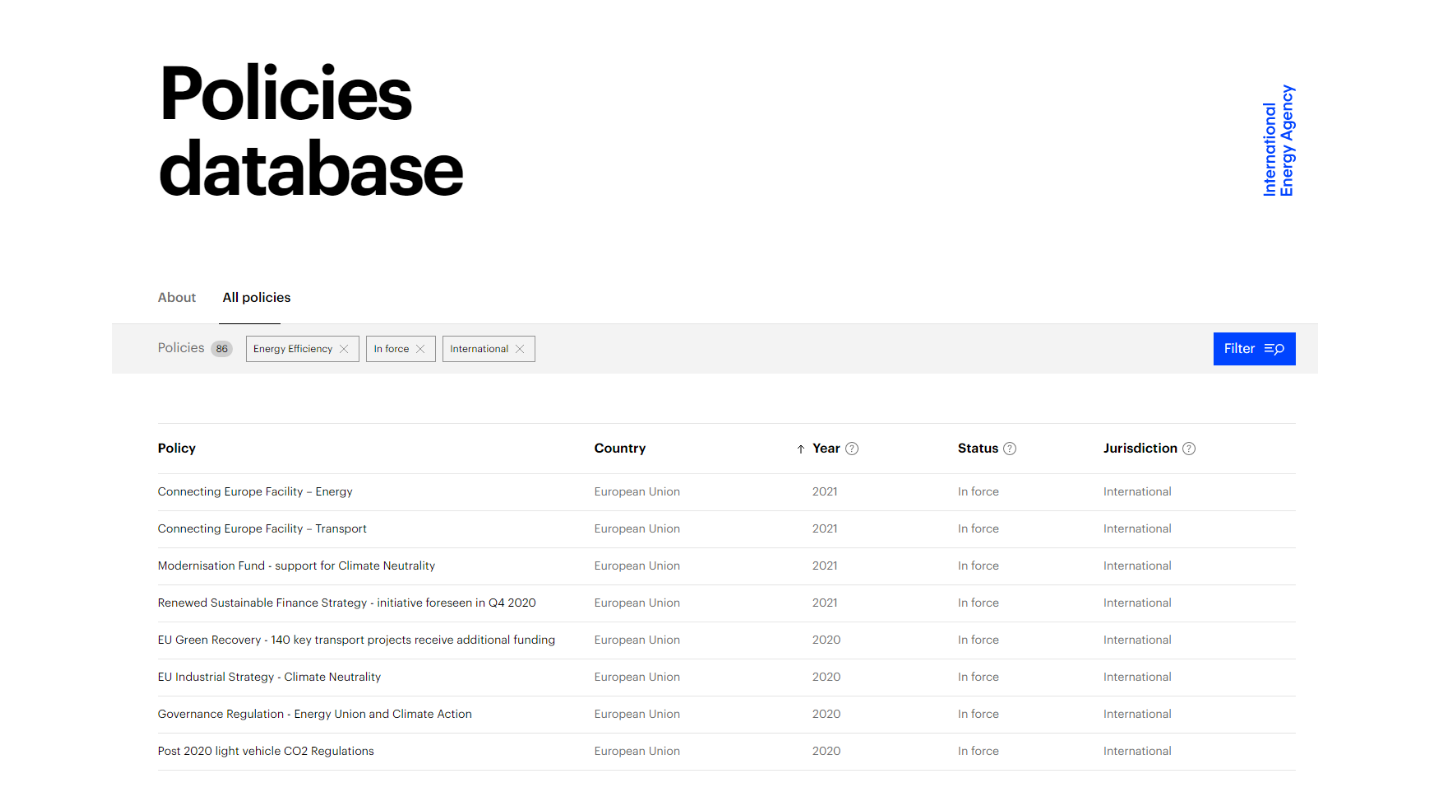 Policies
database
International
Energy Agency
About All policies
Policies 86 Energy Efficiency In force International Filter
Policy Country ↑ Year ? Status ? Jurisdiction ?
Connecting Europe Facility – Energy European Union 2021 In force International
Connecting Europe Facility – Transport European Union 2021 In force International
Modernisation Fund - support for Climate Neutrality European Union 2021 In force International
Renewed Sustainable Finance Strategy - initiative foreseen in Q4 2020 European Union 2021 In force International
EU Green Recovery - 140 key transport projects receive additional funding European Union 2020 In force International
EU Industrial Strategy - Climate Neutrality European Union 2020 In force International
Governance Regulation - Energy Union and Climate Action European Union 2020 In force International
Post 2020 light vehicle CO2 Regulations European Union 2020 In force International